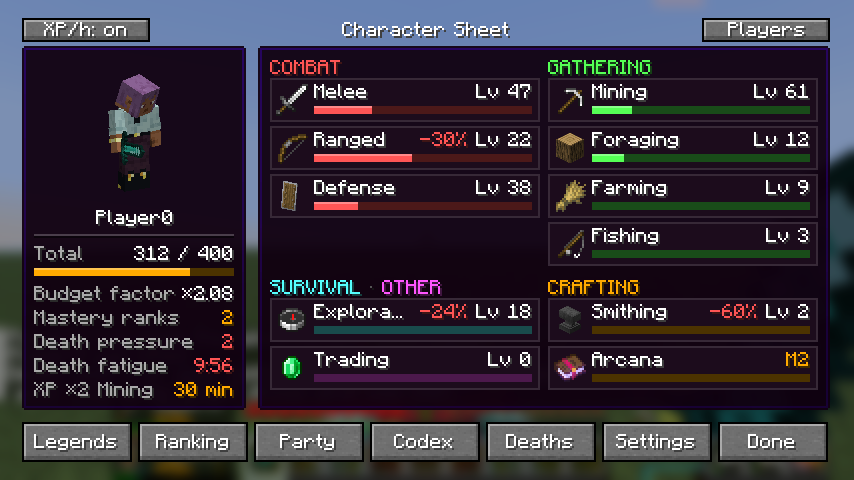 XP/h: on
Character Sheet
Players
Player0
Total 312 / 400
Budget factor ×2.08
Mastery ranks 2
Death pressure 2
Death fatigue 9:56
XP ×2 Mining 30 min
COMBAT
Melee Lv 47
Ranged -30% Lv 22
Defense Lv 38
GATHERING
Mining Lv 61
Foraging Lv 12
Farming Lv 9
Fishing Lv 3
SURVIVAL · OTHER
Explora... -24% Lv 18
Trading Lv 0
CRAFTING
Smithing -60% Lv 2
Arcana M2
Legends
Ranking
Party
Codex
Deaths
Settings
Done